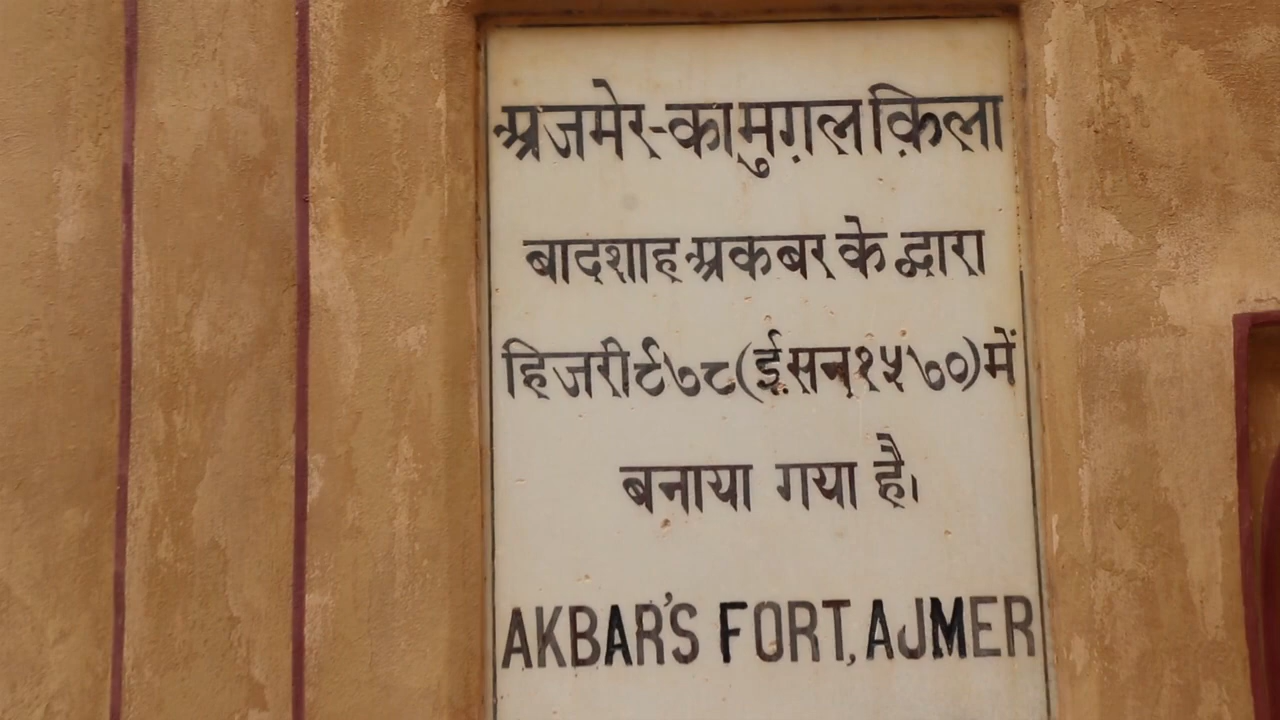 अजमेर-का मुग़ल क़िला
बादशाह अकबर के द्वारा
हिजरी ९७८ (ई.सन् १५७०) में
बनाया गया है।
AKBAR'S FORT, AJMER